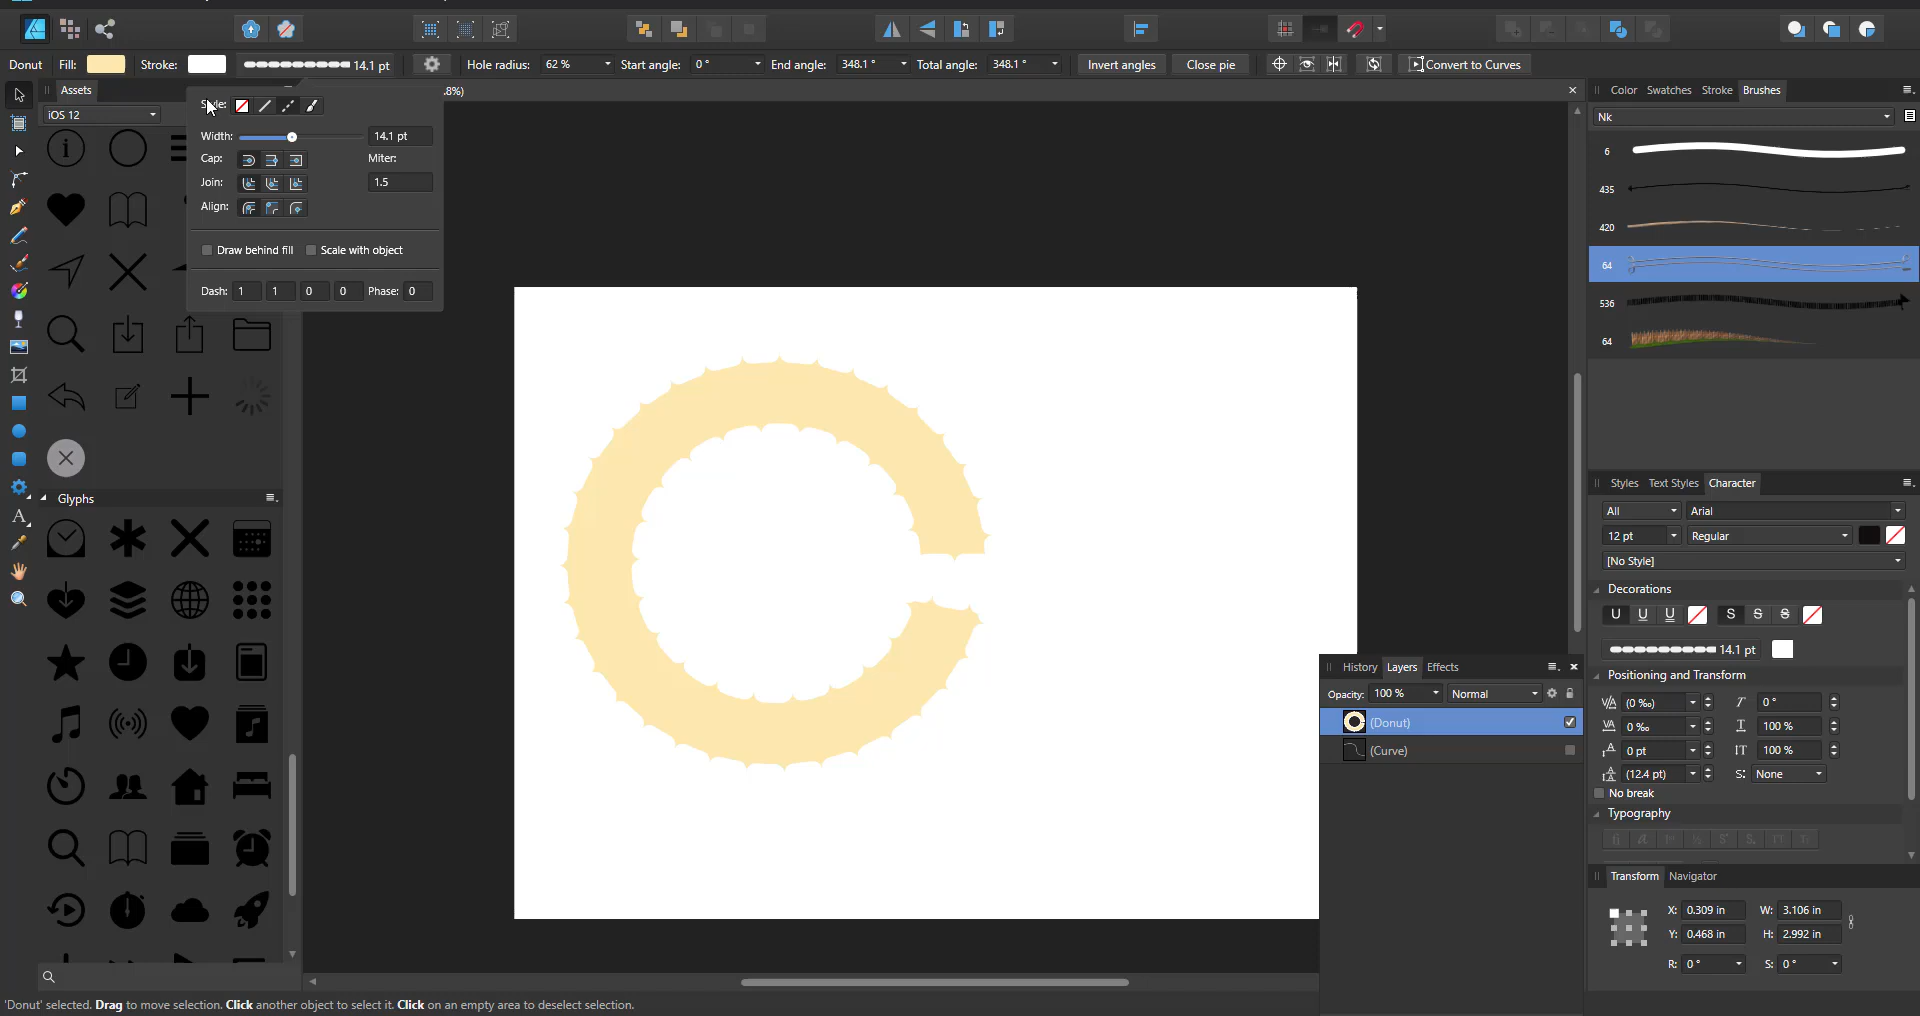 Donut Fill: Stroke: 14.1 pt Hole radius: 62 % Start angle: 0 ° End angle: 348.1 ° Total angle: 348.1 ° Invert angles Close pie Convert to Curves
Assets
iOS 12
.8%)
Style:
Width: 14.1 pt
Cap: Miter:
Join: 1.5
Align:
Draw behind fill Scale with object
Dash: 1 1 0 0 Phase: 0
Glyphs
Color Swatches Stroke Brushes
Nk
6
435
420
64
536
64
Styles Text Styles Character
All Arial
12 pt Regular
[No Style]
Decorations
U U U S S S
14.1 pt
Positioning and Transform
(0 ‰) 0 °
0 ‰ 100 %
0 pt 100 %
(12.4 pt) S: None
No break
Typography
History Layers Effects
Opacity: 100 % Normal
(Donut)
(Curve)
Transform Navigator
X: 0.309 in W: 3.106 in
Y: 0.468 in H: 2.992 in
R: 0 ° S: 0 °
'Donut' selected. Drag to move selection. Click another object to select it. Click on an empty area to deselect selection.